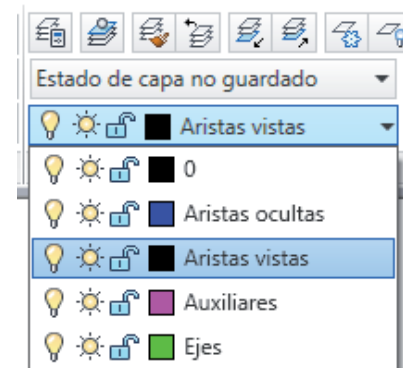 Estado de capa no guardado
Aristas vistas
0
Aristas ocultas
Aristas vistas
Auxiliares
Ejes